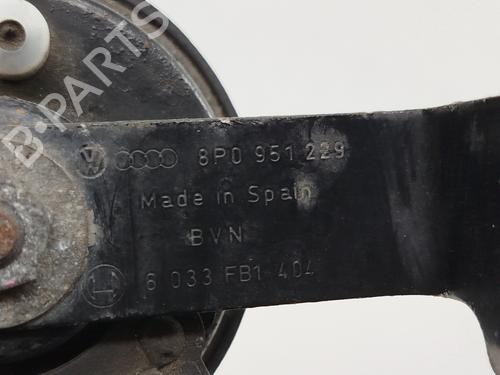 B-PARTS
8P0 951 229
Made in Spain
BVN
6 033 FB1 404